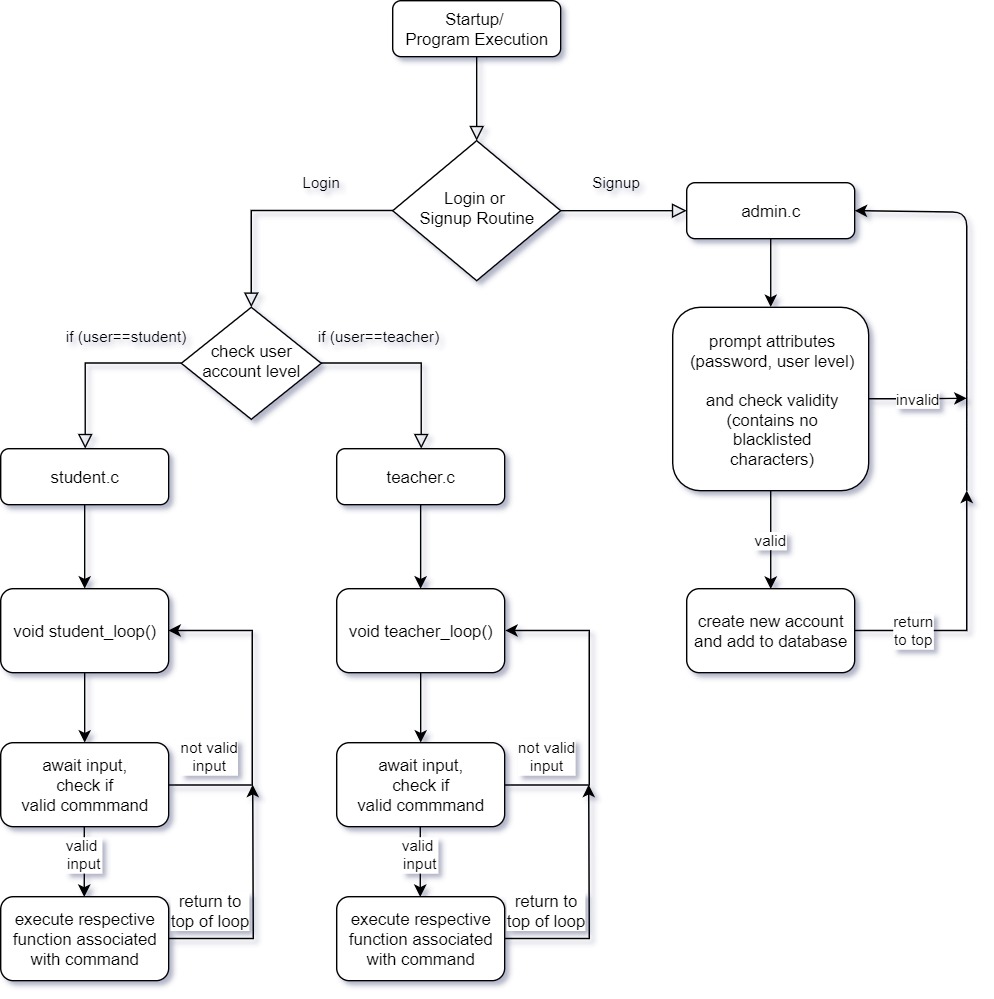 Startup/
Program Execution
Login
Login or
Signup Routine
Signup
admin.c
if (user==student)
check user
account level
if (user==teacher)
prompt attributes
(password, user level)
and check validity
(contains no
blacklisted
characters)
invalid
student.c
teacher.c
valid
void student_loop()
void teacher_loop()
create new account
and add to database
return
to top
await input,
check if
valid commmand
not valid
input
await input,
check if
valid commmand
not valid
input
valid
input
valid
input
execute respective
function associated
with command
return to
top of loop
execute respective
function associated
with command
return to
top of loop